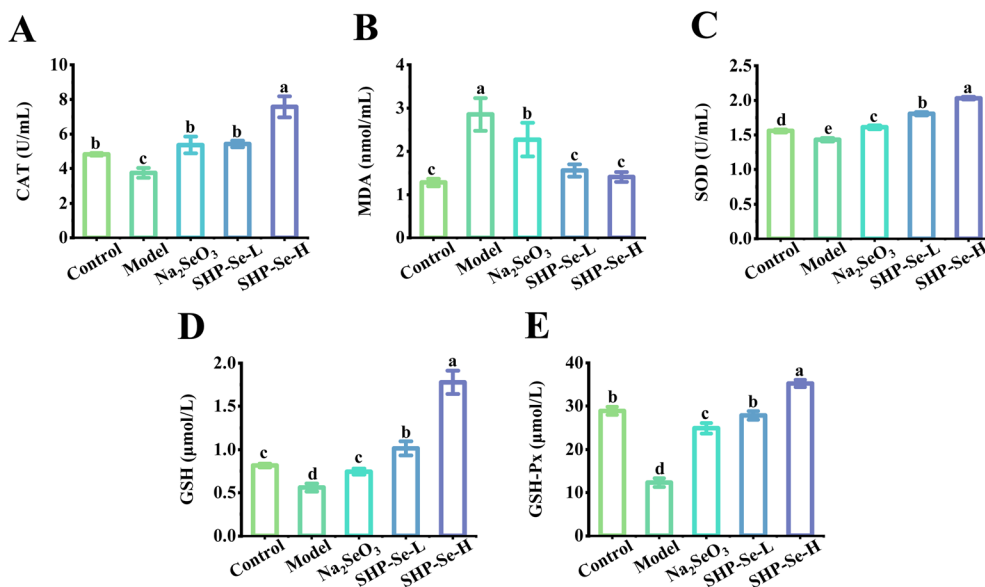 A
CAT (U/mL)
10
8
6
4
2
0
b
c
b
b
a
Control
Model
Na₂SeO₃
SHP-Se-L
SHP-Se-H
B
MDA (nmol/mL)
4
3
2
1
0
c
a
b
c
c
Control
Model
Na₂SeO₃
SHP-Se-L
SHP-Se-H
C
SOD (U/mL)
2.5
2.0
1.5
1.0
0.5
0.0
d
e
c
b
a
Control
Model
Na₂SeO₃
SHP-Se-L
SHP-Se-H
D
GSH (μmol/L)
2.0
1.5
1.0
0.5
0.0
c
d
c
b
a
Control
Model
Na₂SeO₃
SHP-Se-L
SHP-Se-H
E
GSH-Px (μmol/L)
40
30
20
10
0
b
d
c
b
a
Control
Model
Na₂SeO₃
SHP-Se-L
SHP-Se-H